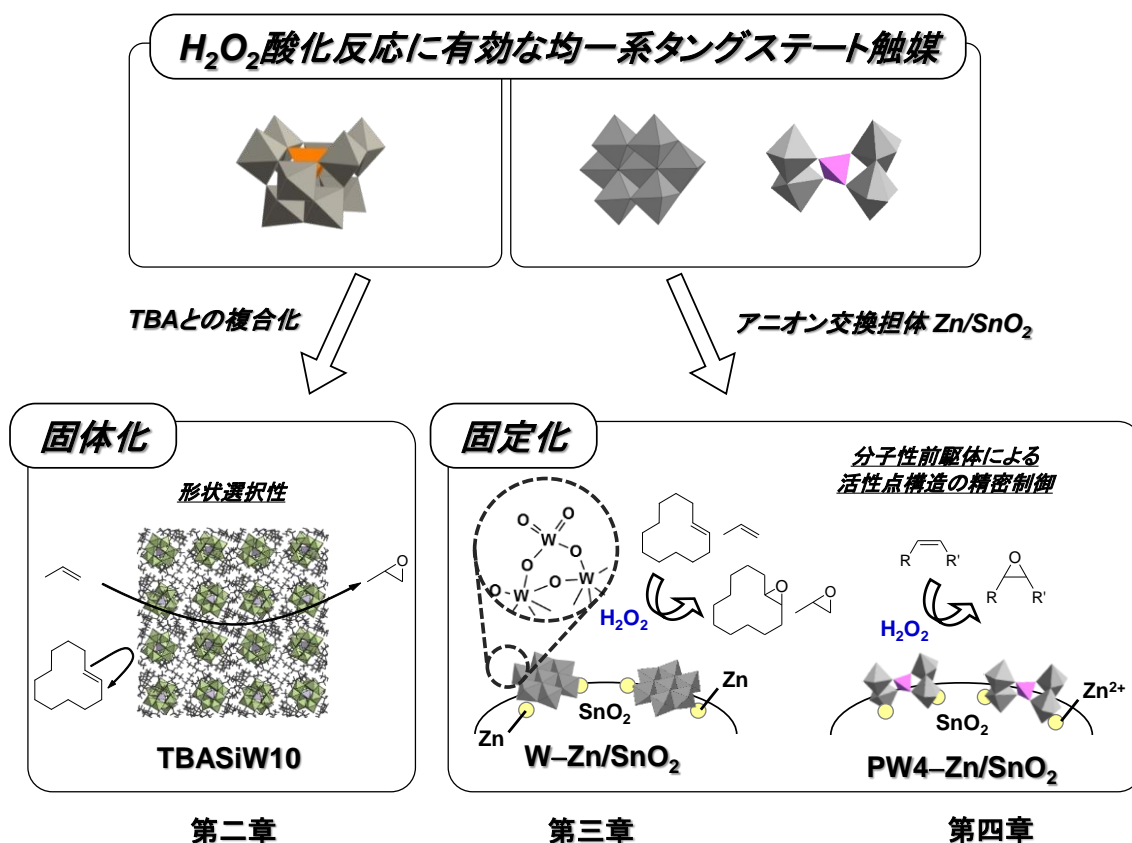 H₂O₂酸化反応に有効な均一系タングステート触媒
TBAとの複合化
アニオン交換担体 Zn/SnO₂
固体化
固定化
形状選択性
分子性前駆体による
活性点構造の精密制御
O
O
O
W
O
O
W
O
W
O
H₂O₂
O
O
R
R'
O
R
R'
H₂O₂
TBASiW10
Zn
SnO₂
Zn
W–Zn/SnO₂
SnO₂
Zn²⁺
PW4–Zn/SnO₂
第二章
第三章
第四章